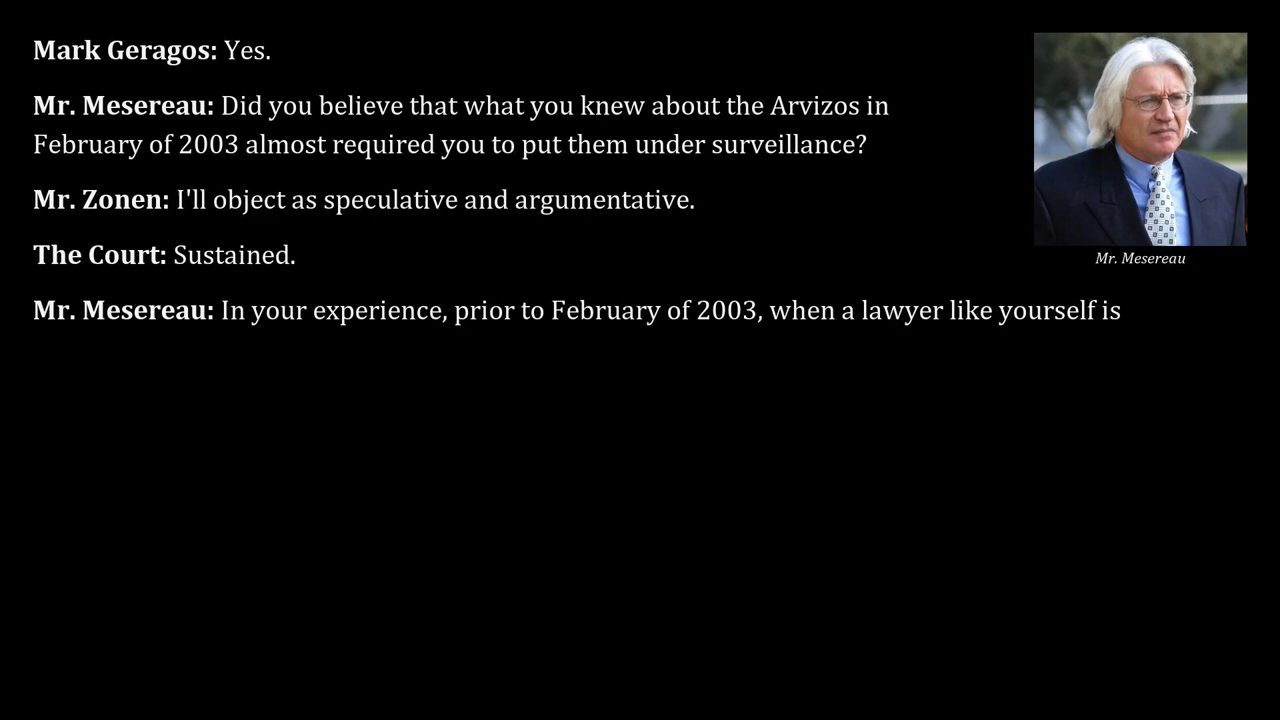 Mark Geragos: Yes.
Mr. Mesereau: Did you believe that what you knew about the Arvizos in
February of 2003 almost required you to put them under surveillance?
Mr. Zonen: I'll object as speculative and argumentative.
The Court: Sustained.
Mr. Mesereau
Mr. Mesereau: In your experience, prior to February of 2003, when a lawyer like yourself is